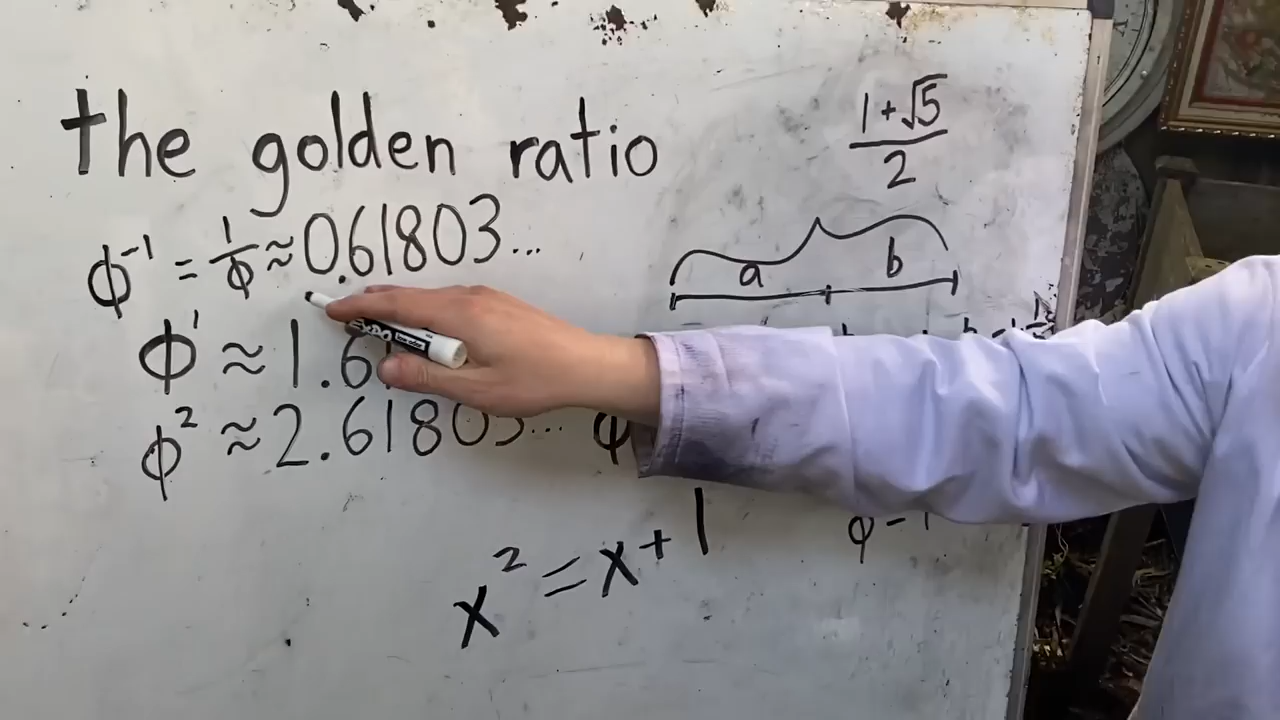 the golden ratio
1+√5
2
ϕ⁻¹ = 1/ϕ ≈ 0.61803...
a b
ϕ¹ ≈ 1.6
EXPO
ϕ² ≈ 2.61803...
ϕ
ϕ - 1
x² = x + 1